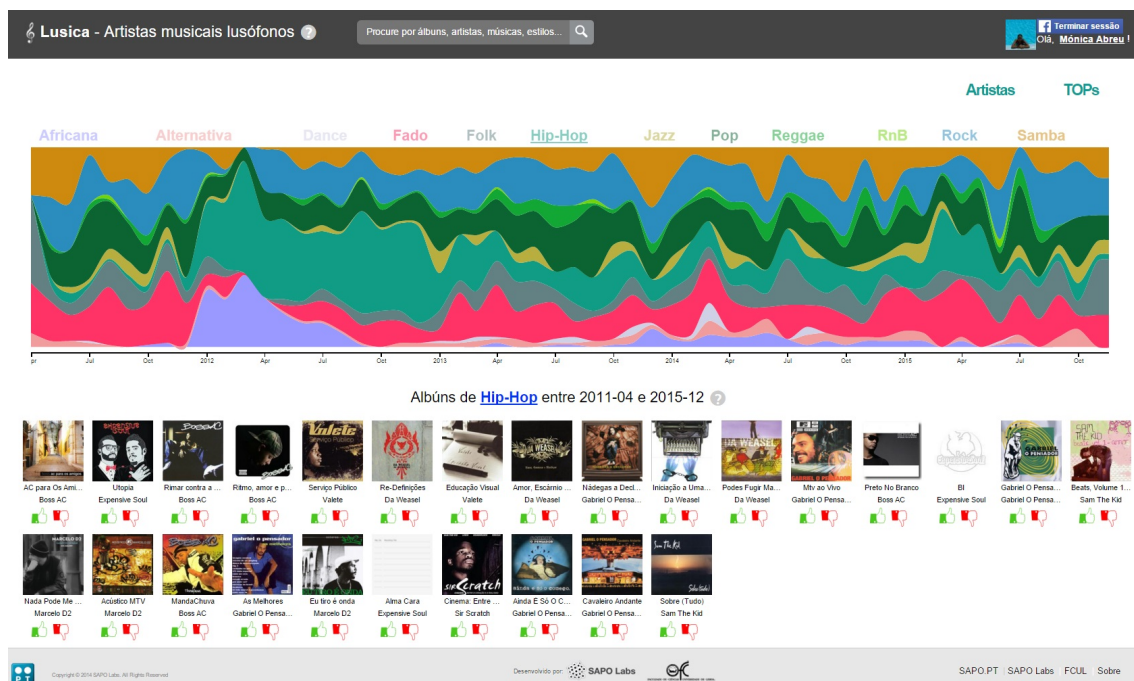 Lusica - Artistas musicais lusófonos ?
Procure por álbuns, artistas, músicas, estilos...
f Terminar sessão
Olá, Mónica Abreu !
Artistas TOPs
Africana Alternativa Dance Fado Folk Hip-Hop Jazz Pop Reggae RnB Rock Samba
pr Jul Oct 2012 Apr Jul Oct 2013 Apr Jul Oct 2014 Apr Jul Oct 2015 Apr Jul Oct
Albúns de Hip-Hop entre 2011-04 e 2015-12 ?
AC para Os Ami... Utopia Rimar contra a ... Ritmo, amor e p... Serviço Público Re-Definições Educação Visual Amor, Escárnio ... Nádegas a Decl... Iniciação a Uma... Podes Fugir Ma... Mtv ao Vivo Preto No Branco BI Gabriel O Pensa... Beats, Volume 1...
Boss AC Expensive Soul Boss AC Boss AC Valete Da Weasel Valete Da Weasel Gabriel O Pensa... Da Weasel Da Weasel Gabriel O Pensa... Boss AC Expensive Soul Gabriel O Pensa... Sam The Kid
Nada Pode Me ... Acústico MTV MandaChuva As Melhores Eu tiro é onda Alma Cara Cinema: Entre ... Ainda E Só O C... Cavaleiro Andante Sobre (Tudo)
Marcelo D2 Marcelo D2 Boss AC Gabriel O Pensa... Marcelo D2 Expensive Soul Sir Scratch Gabriel O Pensa... Gabriel O Pensa... Sam The Kid
PT Copyright © 2014 SAPO Labs. All Rights Reserved Desenvolvido por: SAPO Labs SAPO.PT | SAPO Labs | FCUL Sobre